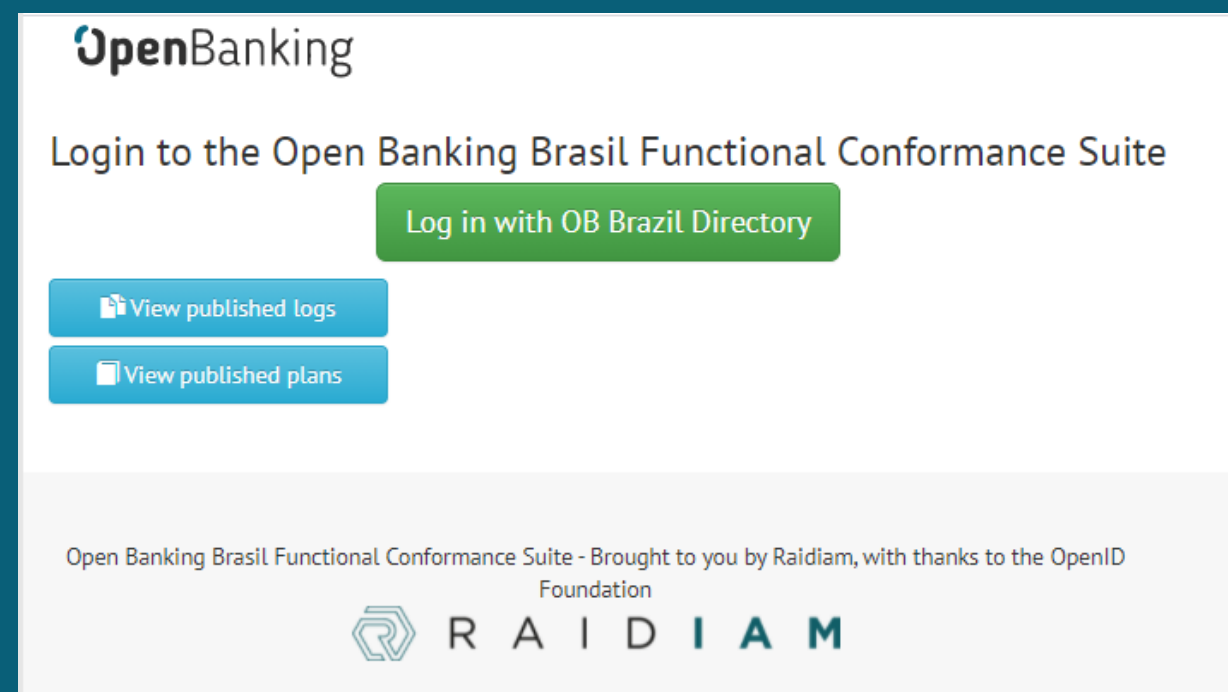 OpenBanking
Login to the Open Banking Brasil Functional Conformance Suite
Log in with OB Brazil Directory
View published logs
View published plans
Open Banking Brasil Functional Conformance Suite - Brought to you by Raidiam, with thanks to the OpenID
Foundation
RAIDIAM